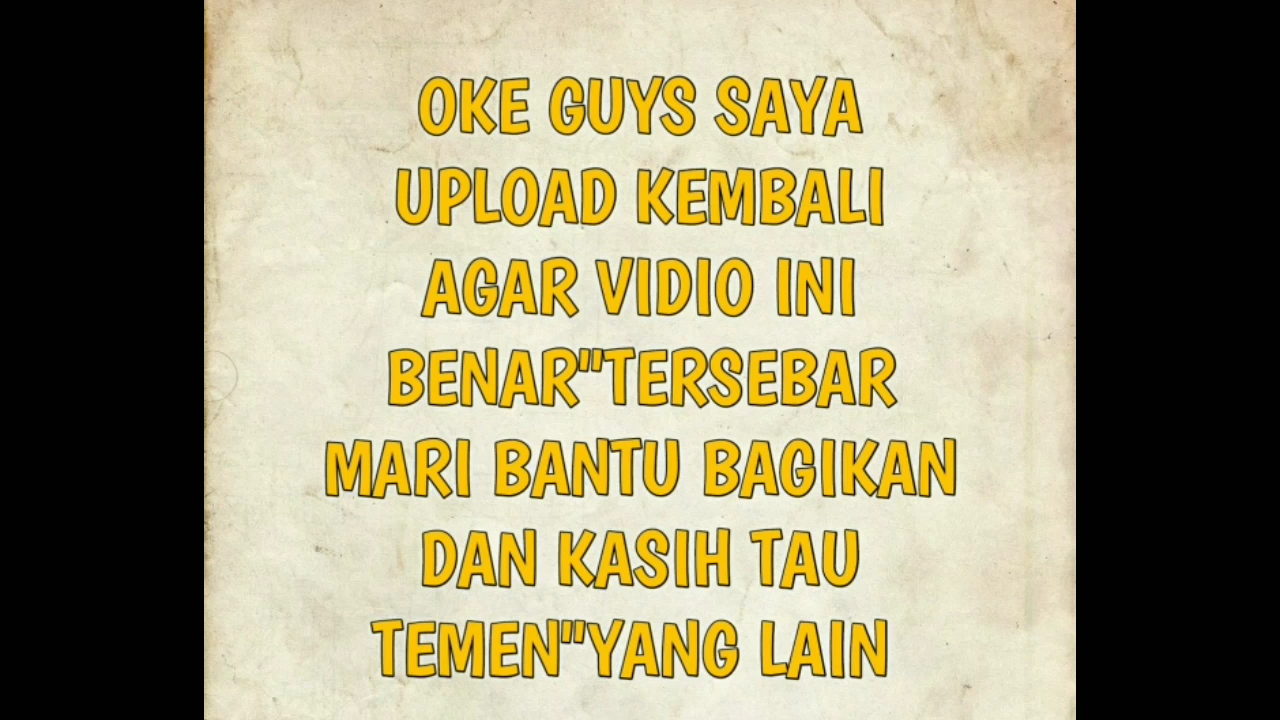 OKE GUYS SAYA
UPLOAD KEMBALI
AGAR VIDIO INI
BENAR"TERSEBAR
MARI BANTU BAGIKAN
DAN KASIH TAU
TEMEN"YANG LAIN